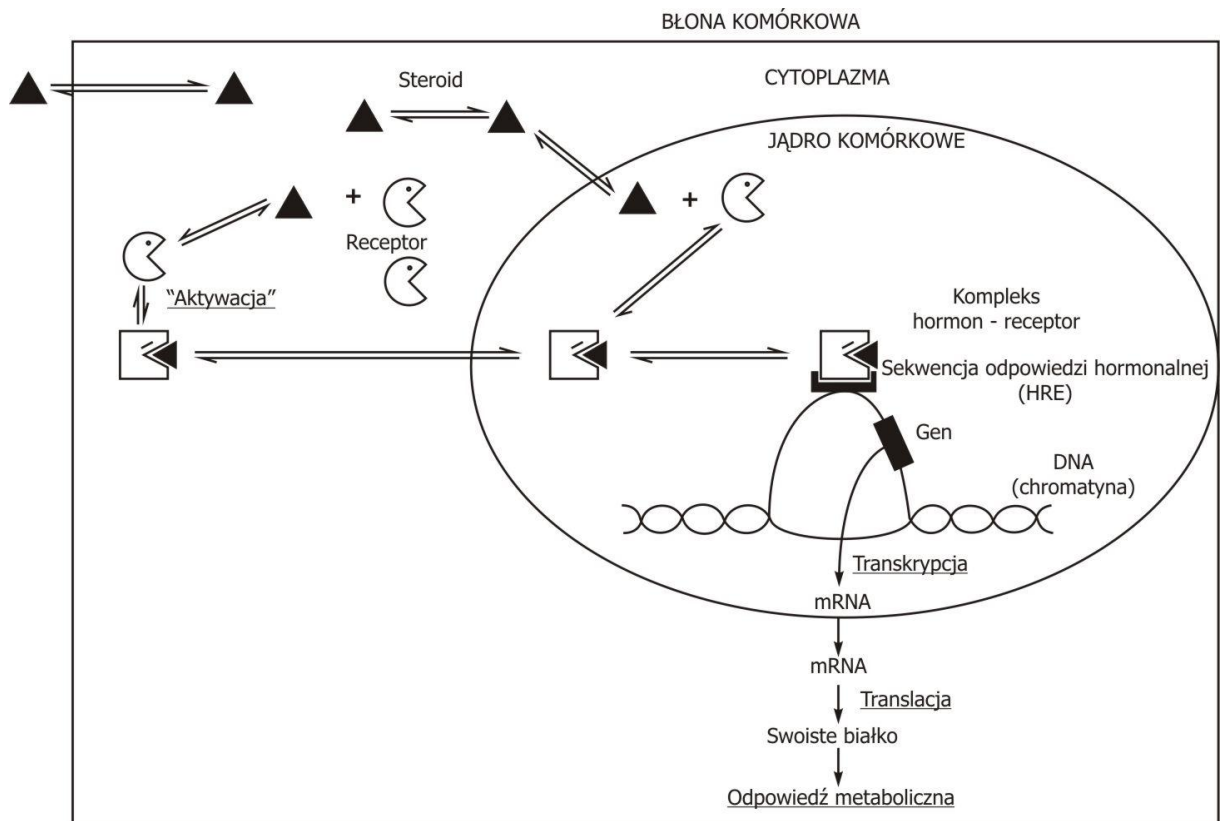 BŁONA KOMÓRKOWA
CYTOPLAZMA
Steroid
JĄDRO KOMÓRKOWE
+
+
Receptor
"Aktywacja"
Kompleks
hormon - receptor
Sekwencja odpowiedzi hormonalnej
(HRE)
Gen
DNA
(chromatyna)
Transkrypcja
mRNA
mRNA
Translacja
Swoiste białko
Odpowiedź metaboliczna